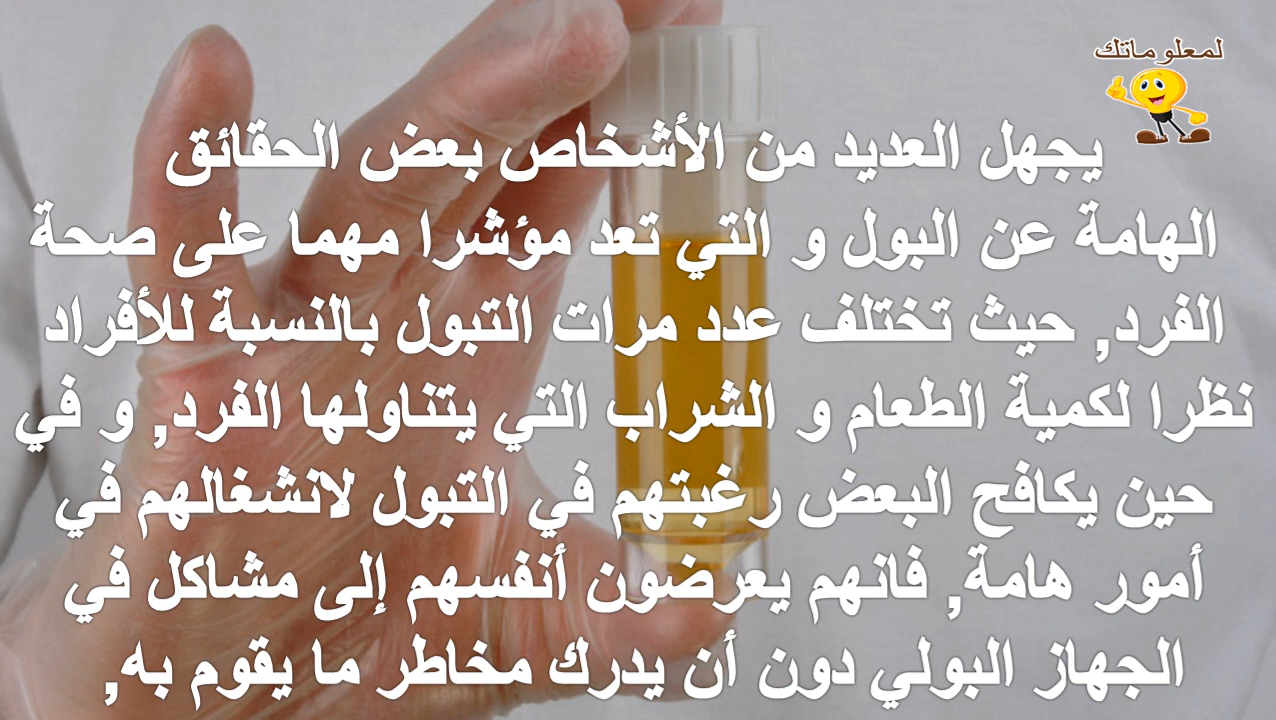 لمعلوماتك
يجهل العديد من الأشخاص بعض الحقائق
الهامة عن البول و التي تعد مؤشرا مهما على صحة
الفرد, حيث تختلف عدد مرات التبول بالنسبة للأفراد
نظرا لكمية الطعام و الشراب التي يتناولها الفرد, و في
حين يكافح البعض رغبتهم في التبول لانشغالهم في
أمور هامة, فانهم يعرضون أنفسهم إلى مشاكل في
الجهاز البولي دون أن يدرك مخاطر ما يقوم به,